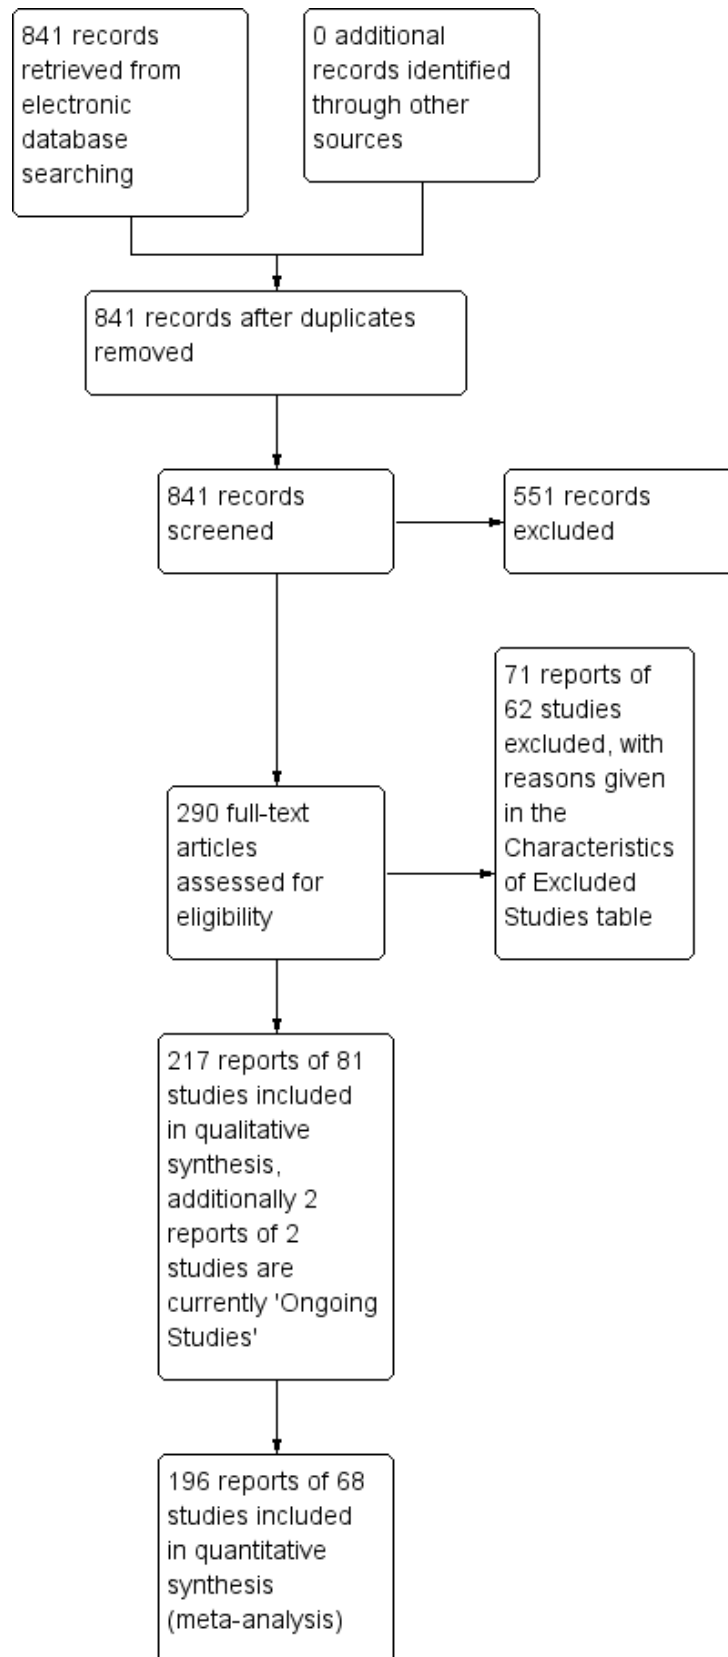 841 records
retrieved from
electronic
database
searching
0 additional
records identified
through other
sources
841 records after duplicates
removed
841 records
screened
551 records
excluded
71 reports of
62 studies
excluded, with
reasons given
in the
Characteristics
of Excluded
Studies table
290 full-text
articles
assessed for
eligibility
217 reports of 81
studies included
in qualitative
synthesis,
additionally 2
reports of 2
studies are
currently 'Ongoing
Studies'
196 reports of 68
studies included
in quantitative
synthesis
(meta-analysis)